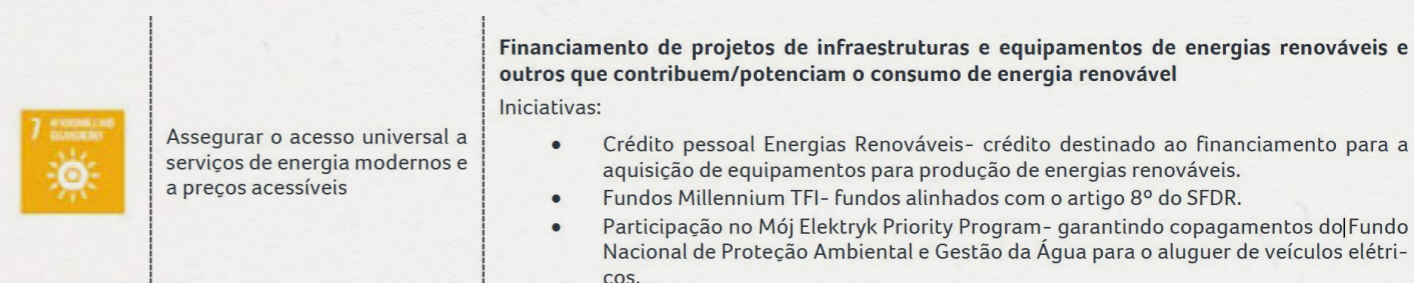 Financiamento de projetos de infraestruturas e equipamentos de energias renováveis e
outros que contribuem/potenciam o consumo de energia renovável
Iniciativas:
7
Assegurar o acesso universal a
serviços de energia modernos e
a preços acessíveis
• Crédito pessoal Energias Renováveis- crédito destinado ao financiamento para a
aquisição de equipamentos para produção de energias renováveis.
• Fundos Millennium TFI- fundos alinhados com o artigo 8º do SFDR.
• Participação no Mój Elektryk Priority Program- garantindo copagamentos do Fundo
Nacional de Proteção Ambiental e Gestão da Água para o aluguer de veículos elétri-
cos.